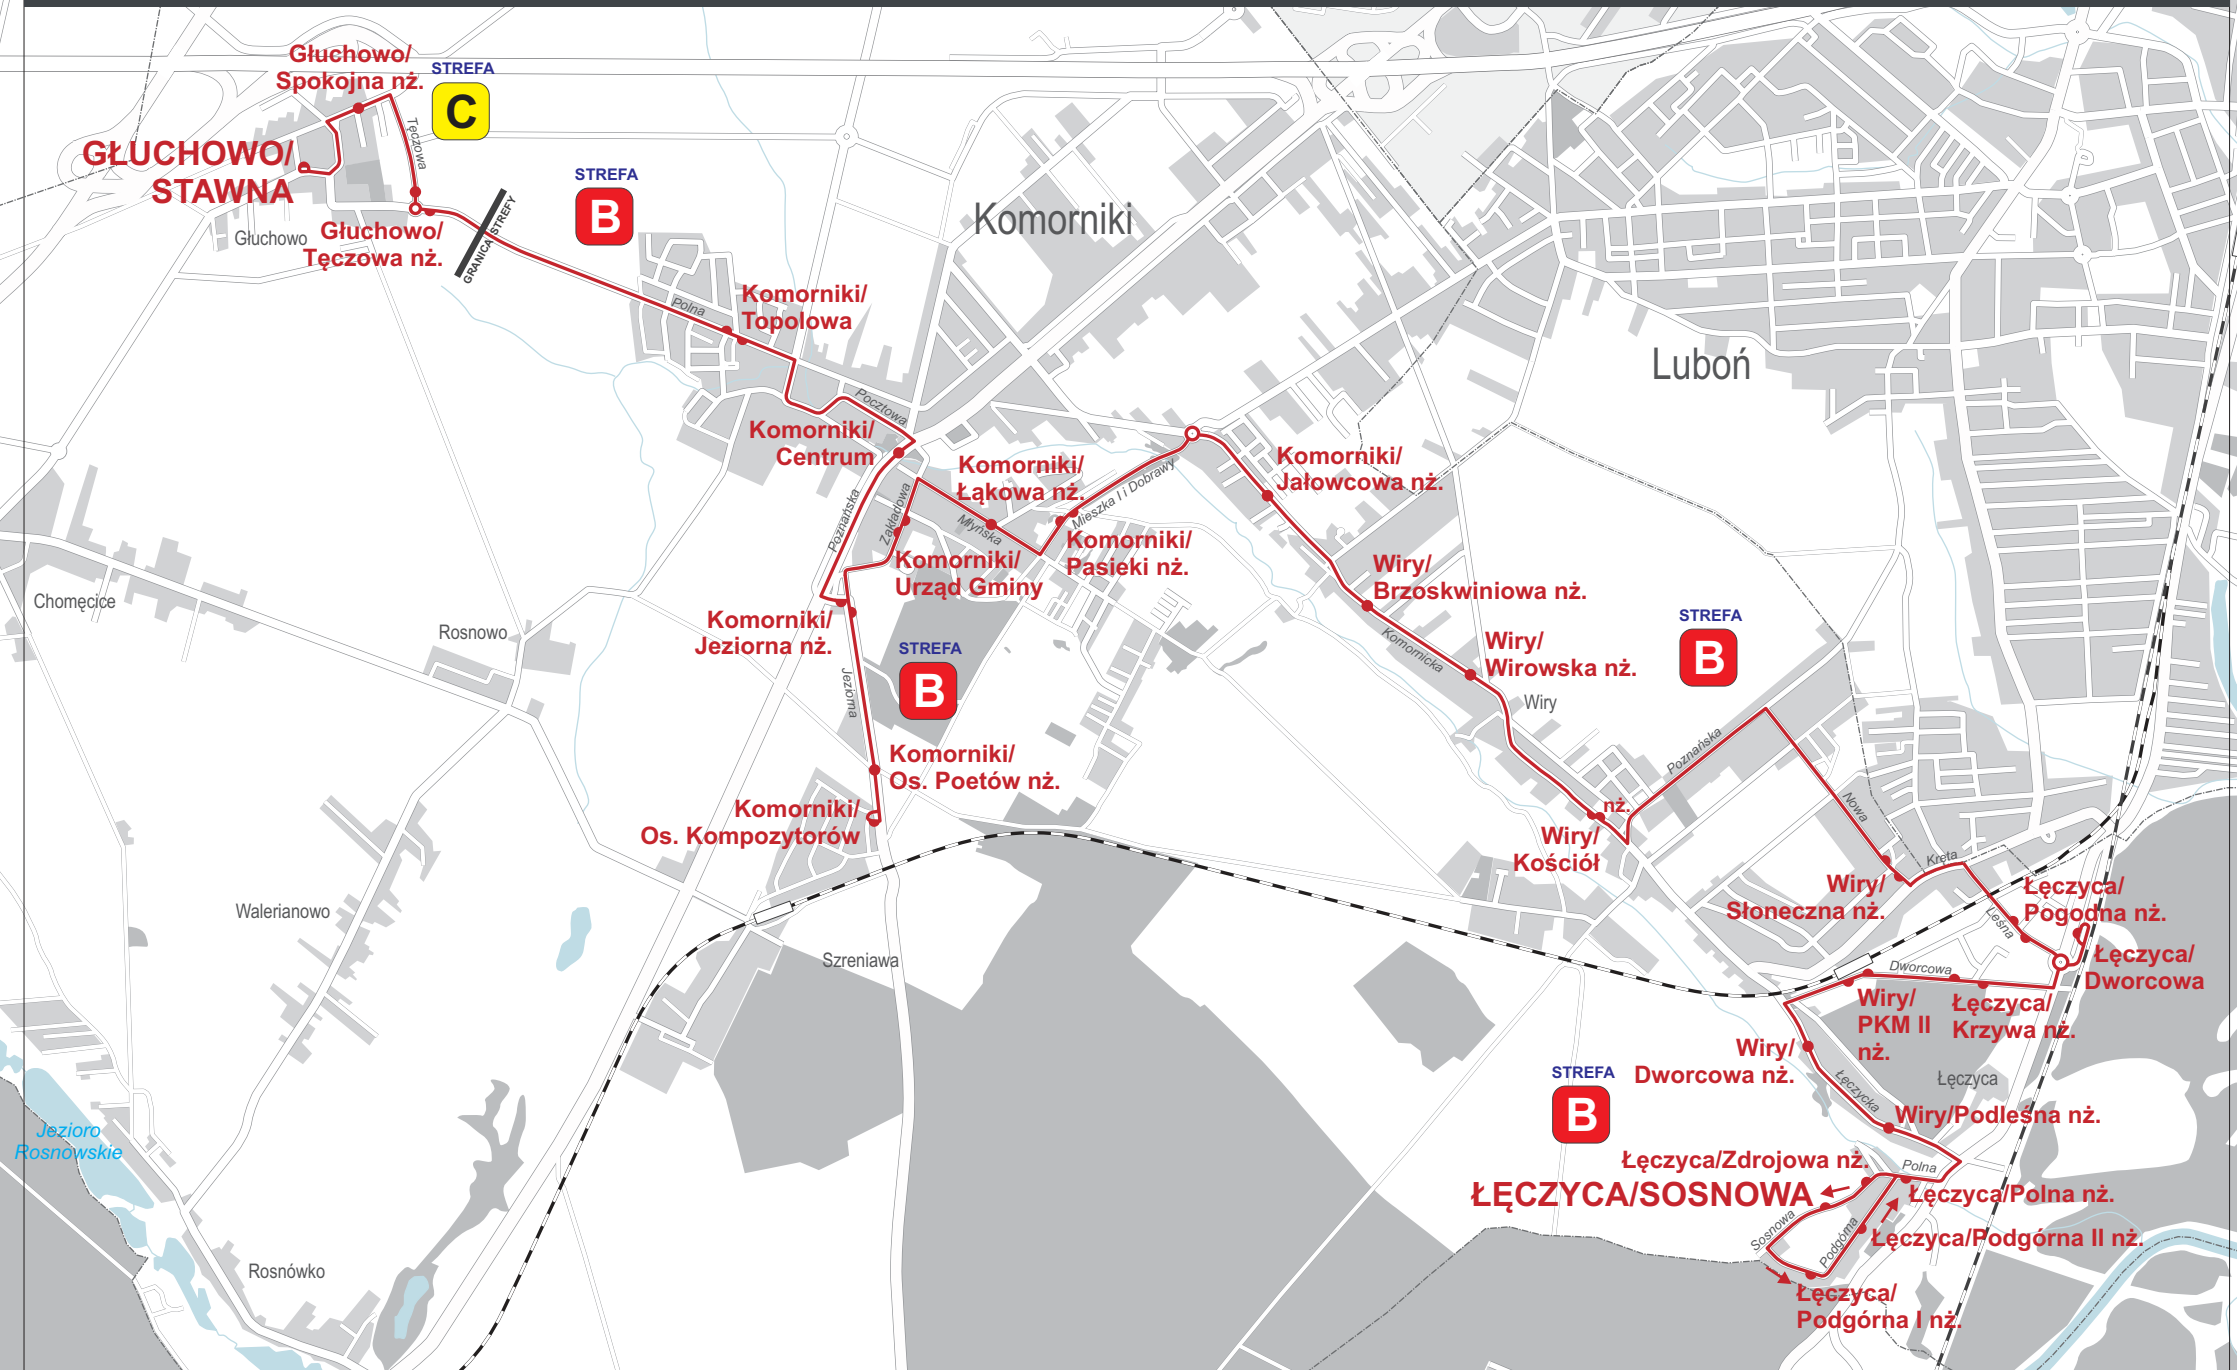 Głuchowo/
Spokojna nż.
STREFA
C
Tęczowa
GŁUCHOWO/
STAWNA
STREFA
B
GRANICA STREFY
Głuchowo
Głuchowo/
Tęczowa nż.
Komorniki
Polna
Komorniki/
Topolowa
Luboń
Pocztowa
Komorniki/
Centrum
Komorniki/
Łąkowa nż.
Mieszka I i Dobrawy
Komorniki/
Jałowcowa nż.
Poznańska
Zakładowa
Młyńska
Komorniki/
Urząd Gminy
Komorniki/
Pasieki nż.
Wiry/
Brzoskwiniowa nż.
Chomęcice
Rosnowo
Komorniki/
Jeziorna nż.
STREFA
B
Jeziorna
Komornicka
Wiry/
Wirowska nż.
STREFA
B
Wiry
Poznańska
Komorniki/
Os. Poetów nż.
Komorniki/
Os. Kompozytorów
nż.
Wiry/
Kościół
Nowa
Kręta
Wiry/
Słoneczna nż.
Łęczyca/
Pogodna nż.
Leśna
Walerianowo
Szreniawa
Dworcowa
Łęczyca/
Dworcowa
Wiry/
PKM II
nż.
Łęczyca/
Krzywa nż.
Wiry/
Dworcowa nż.
STREFA
B
Łęczyca
Łęczycka
Wiry/Podleśna nż.
Jezioro
Rosnowskie
Łęczyca/Zdrojowa nż.
Polna
ŁĘCZYCA/SOSNOWA
Łęczyca/Polna nż.
Sosnowa
Podgórna
Łęczyca/Podgórna II nż.
Rosnówko
Łęczyca/
Podgórna I nż.